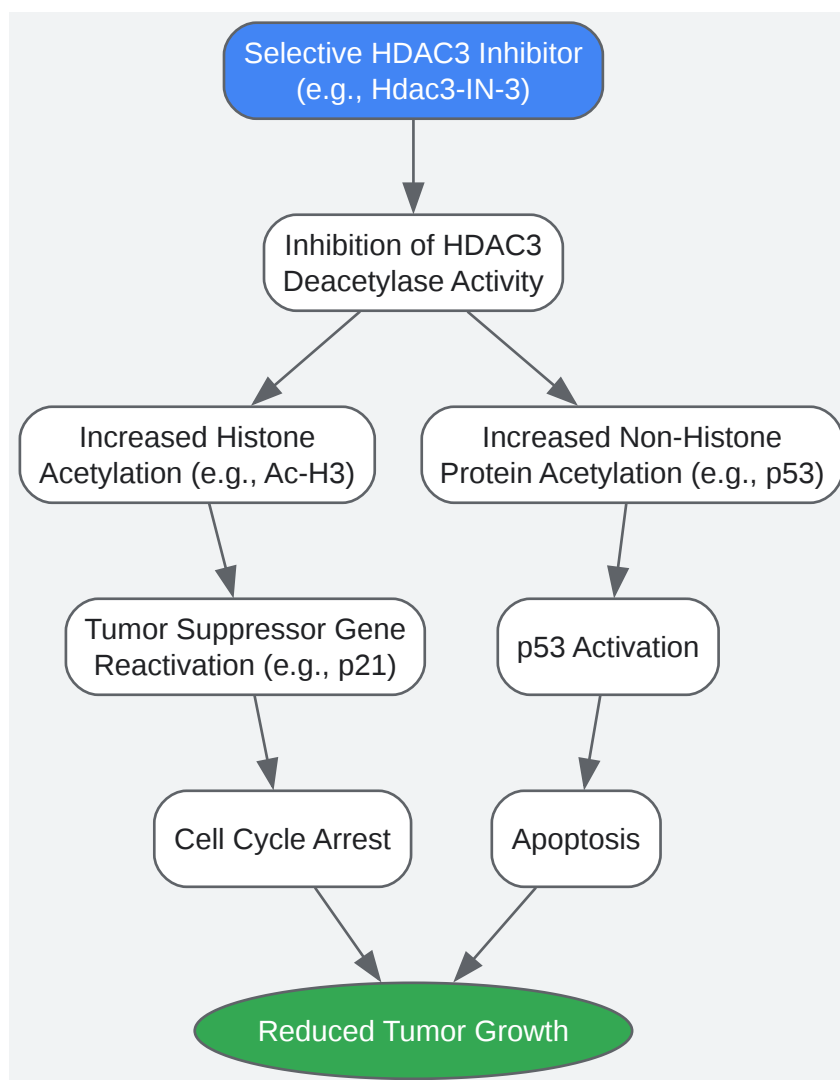 Selective HDAC3 Inhibitor
(e.g., Hdac3-IN-3)
Inhibition of HDAC3
Deacetylase Activity
Increased Histone
Acetylation (e.g., Ac-H3)
Increased Non-Histone
Protein Acetylation (e.g., p53)
Tumor Suppressor Gene
Reactivation (e.g., p21)
p53 Activation
Cell Cycle Arrest
Apoptosis
Reduced Tumor Growth